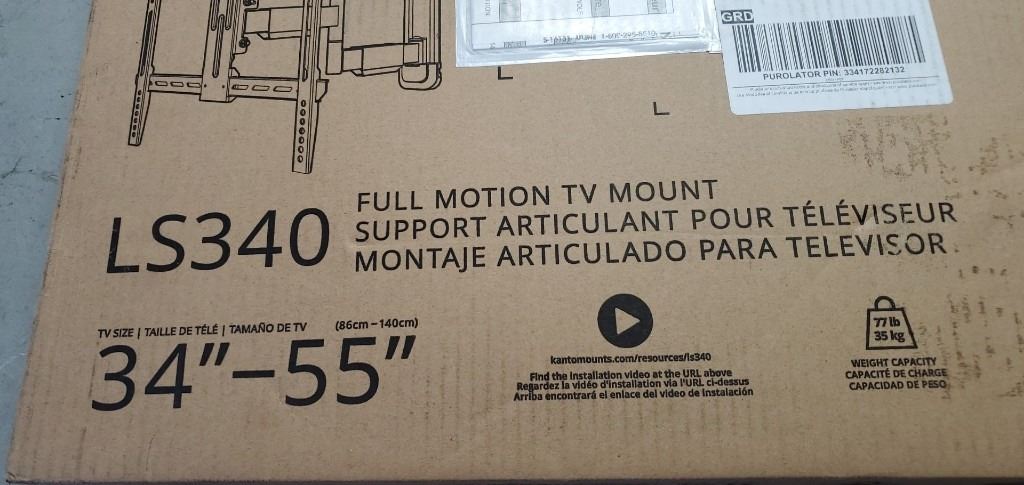 GRD
PUROLATOR PIN: 334172282132
L
L
LS340
FULL MOTION TV MOUNT
SUPPORT ARTICULANT POUR TÉLÉVISEUR
MONTAJE ARTICULADO PARA TELEVISOR
TV SIZE | TAILLE DE TÉLÉ | TAMAÑO DE TV (86cm–140cm)
34”–55”
kantomounts.com/resources/ls340
Find the installation video at the URL above
Regardez la vidéo d'installation via l'URL ci-dessus
Arriba encontrará el enlace del video de instalación
77 lb
35 kg
WEIGHT CAPACITY
CAPACITÉ DE CHARGE
CAPACIDAD DE PESO